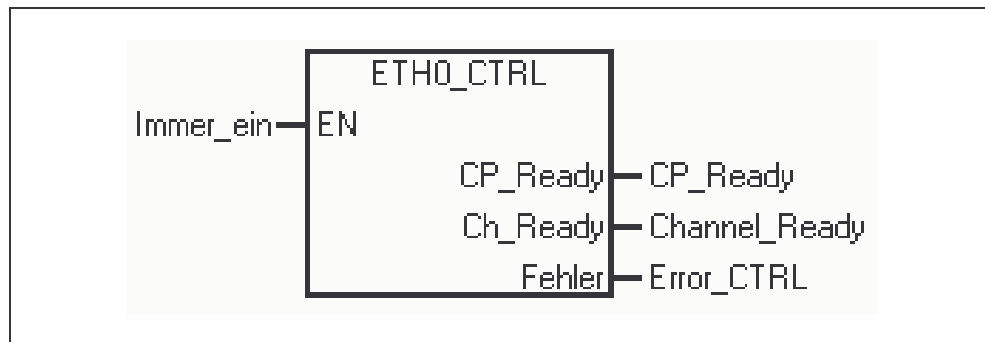 ETH0_CTRL
Immer_ein EN
CP_Ready CP_Ready
Ch_Ready Channel_Ready
Fehler Error_CTRL